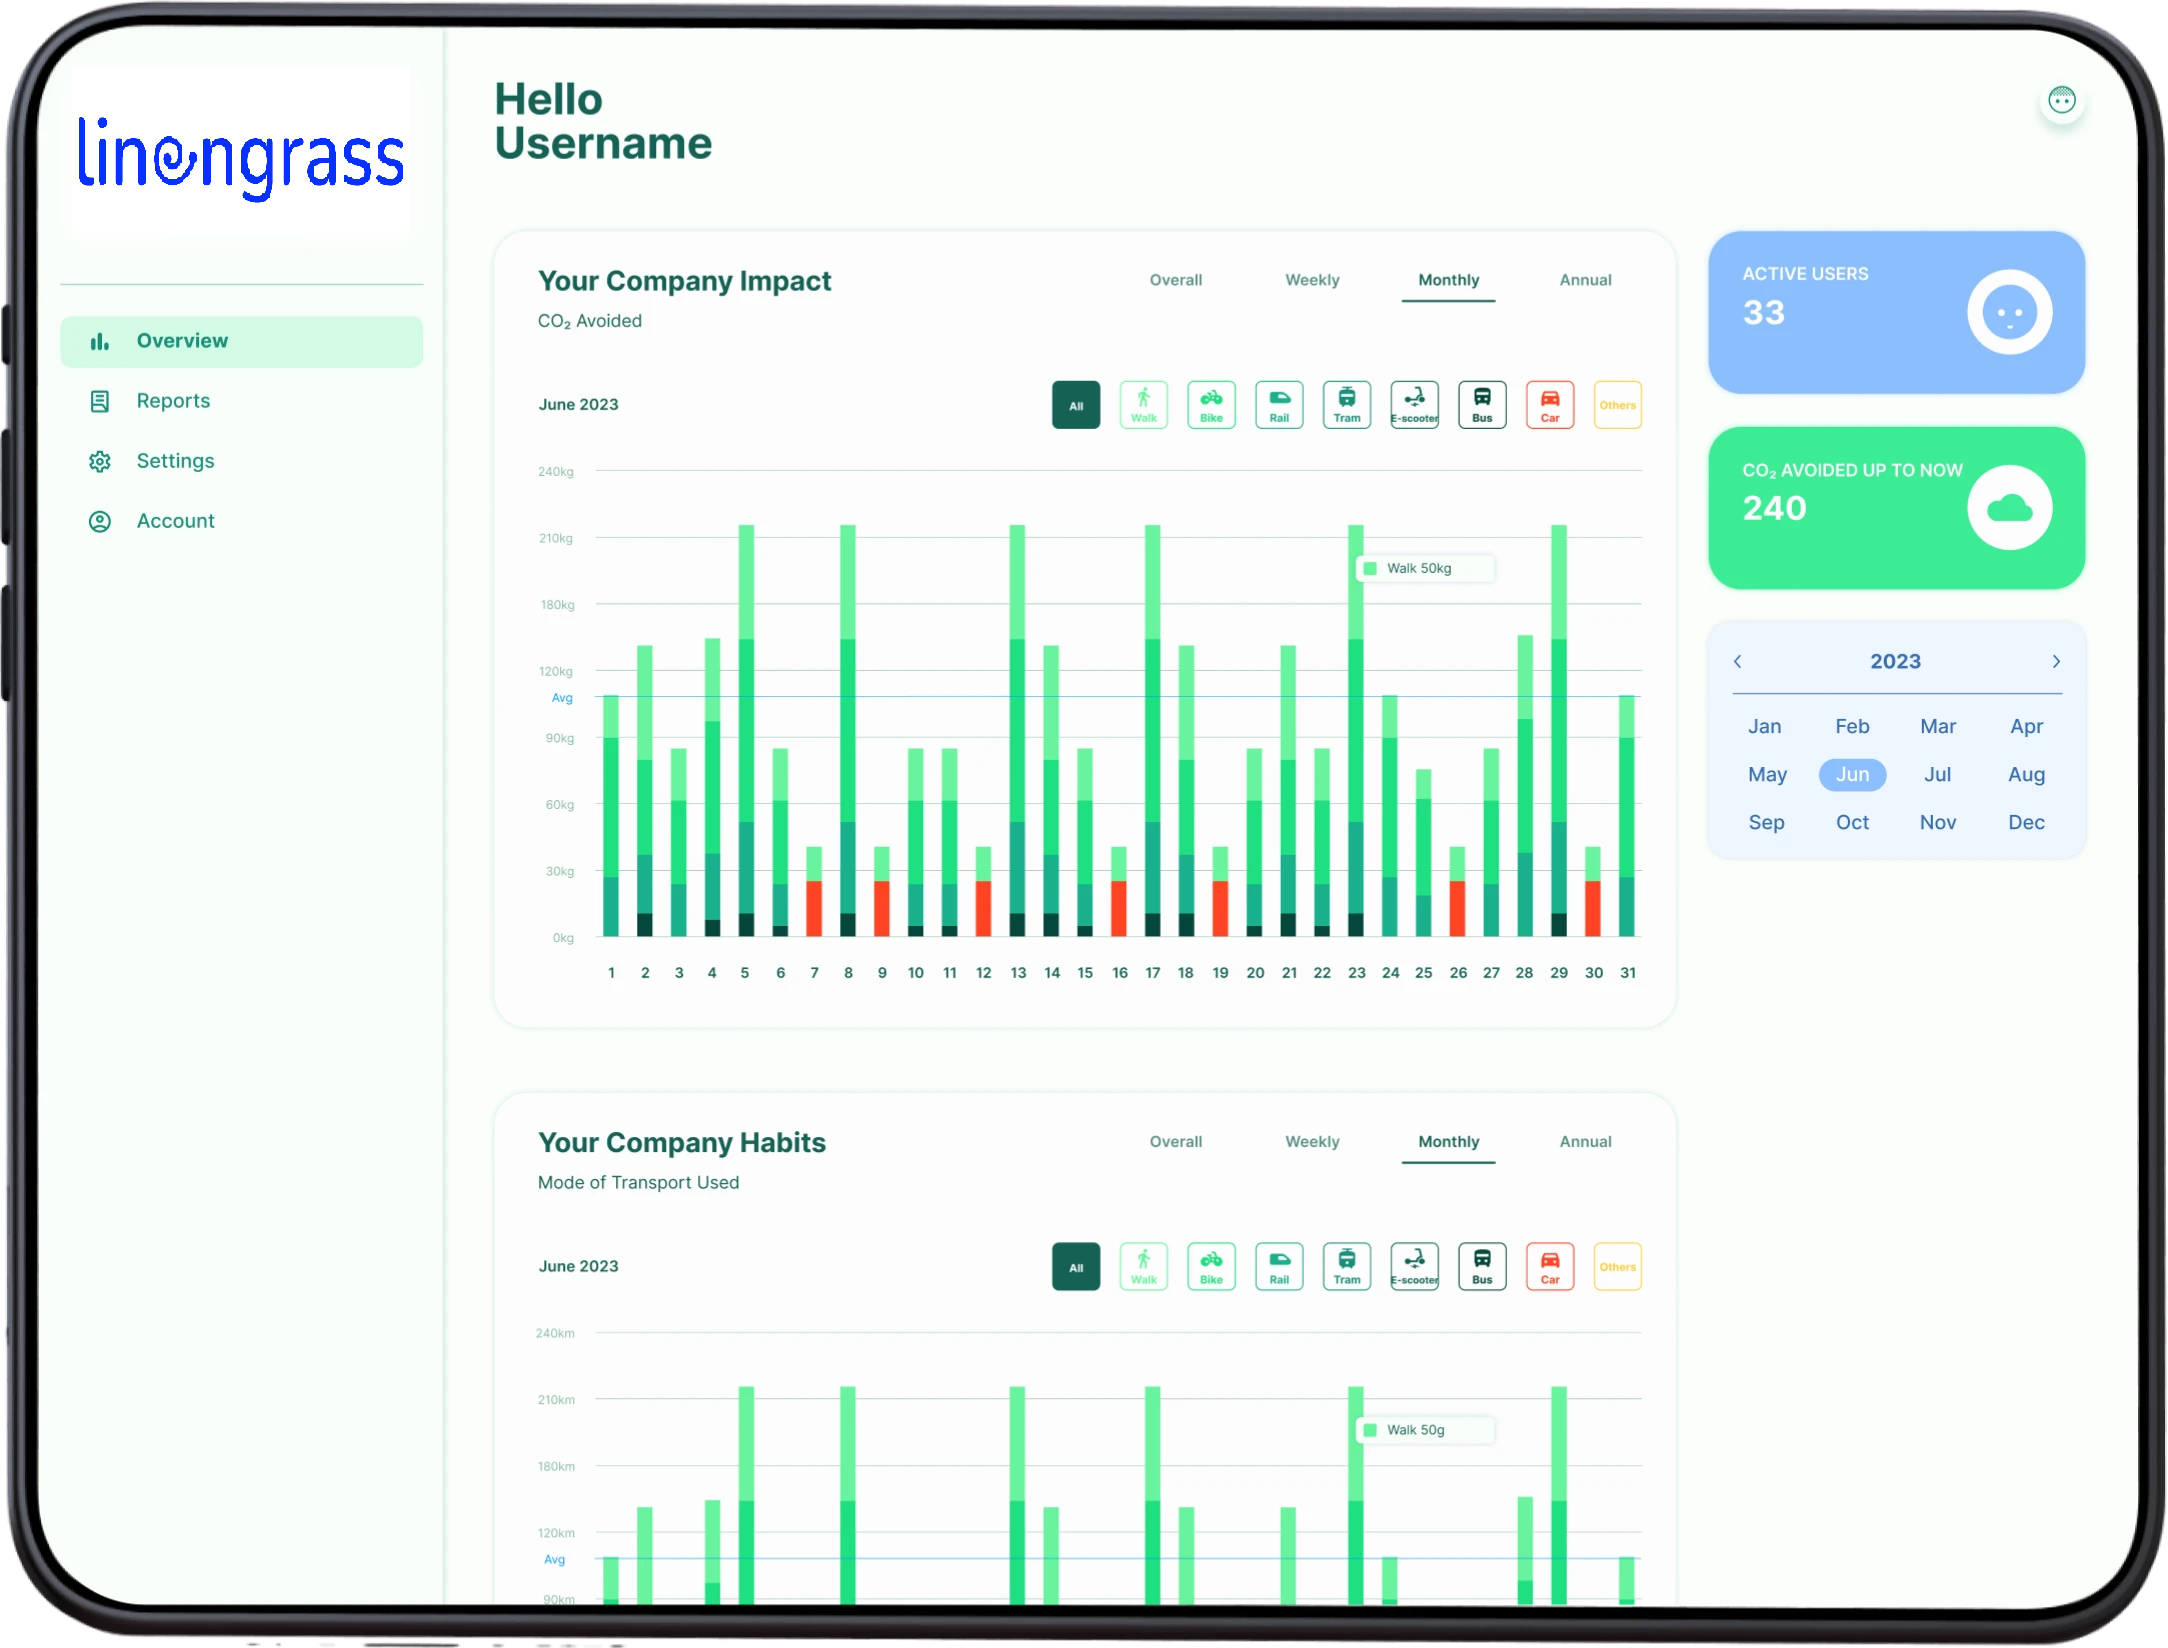 linengrass
Hello
Username
Overview
Reports
Settings
Account
Your Company Impact
CO₂ Avoided
Overall Weekly Monthly Annual
June 2023
All Walk Bike Rail Tram E-scooter Bus Car Others
240kg
210kg
180kg
120kg
Avg
90kg
60kg
30kg
0kg
Walk 50kg
1 2 3 4 5 6 7 8 9 10 11 12 13 14 15 16 17 18 19 20 21 22 23 24 25 26 27 28 29 30 31
ACTIVE USERS
33
CO₂ AVOIDED UP TO NOW
240
< 2023 >
Jan Feb Mar Apr
May Jun Jul Aug
Sep Oct Nov Dec
Your Company Habits
Mode of Transport Used
Overall Weekly Monthly Annual
June 2023
All Walk Bike Rail Tram E-scooter Bus Car Others
240km
210km
180km
120km
Avg
90km
Walk 50g